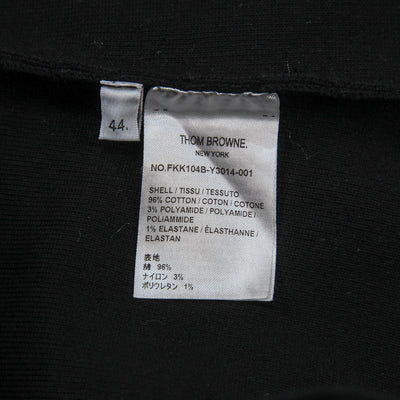 44.
THOM BROWNE.
NEW YORK
NO.FKK104B-Y3014-001
SHELL / TISSU / TESSUTO
96% COTTON / COTON / COTONE
3% POLYAMIDE / POLYAMIDE /
POLIAMMIDE
1% ELASTANE / ÉLASTHANNE /
ELASTAN
表地
綿 96%
ナイロン 3%
ポリウレタン 1%